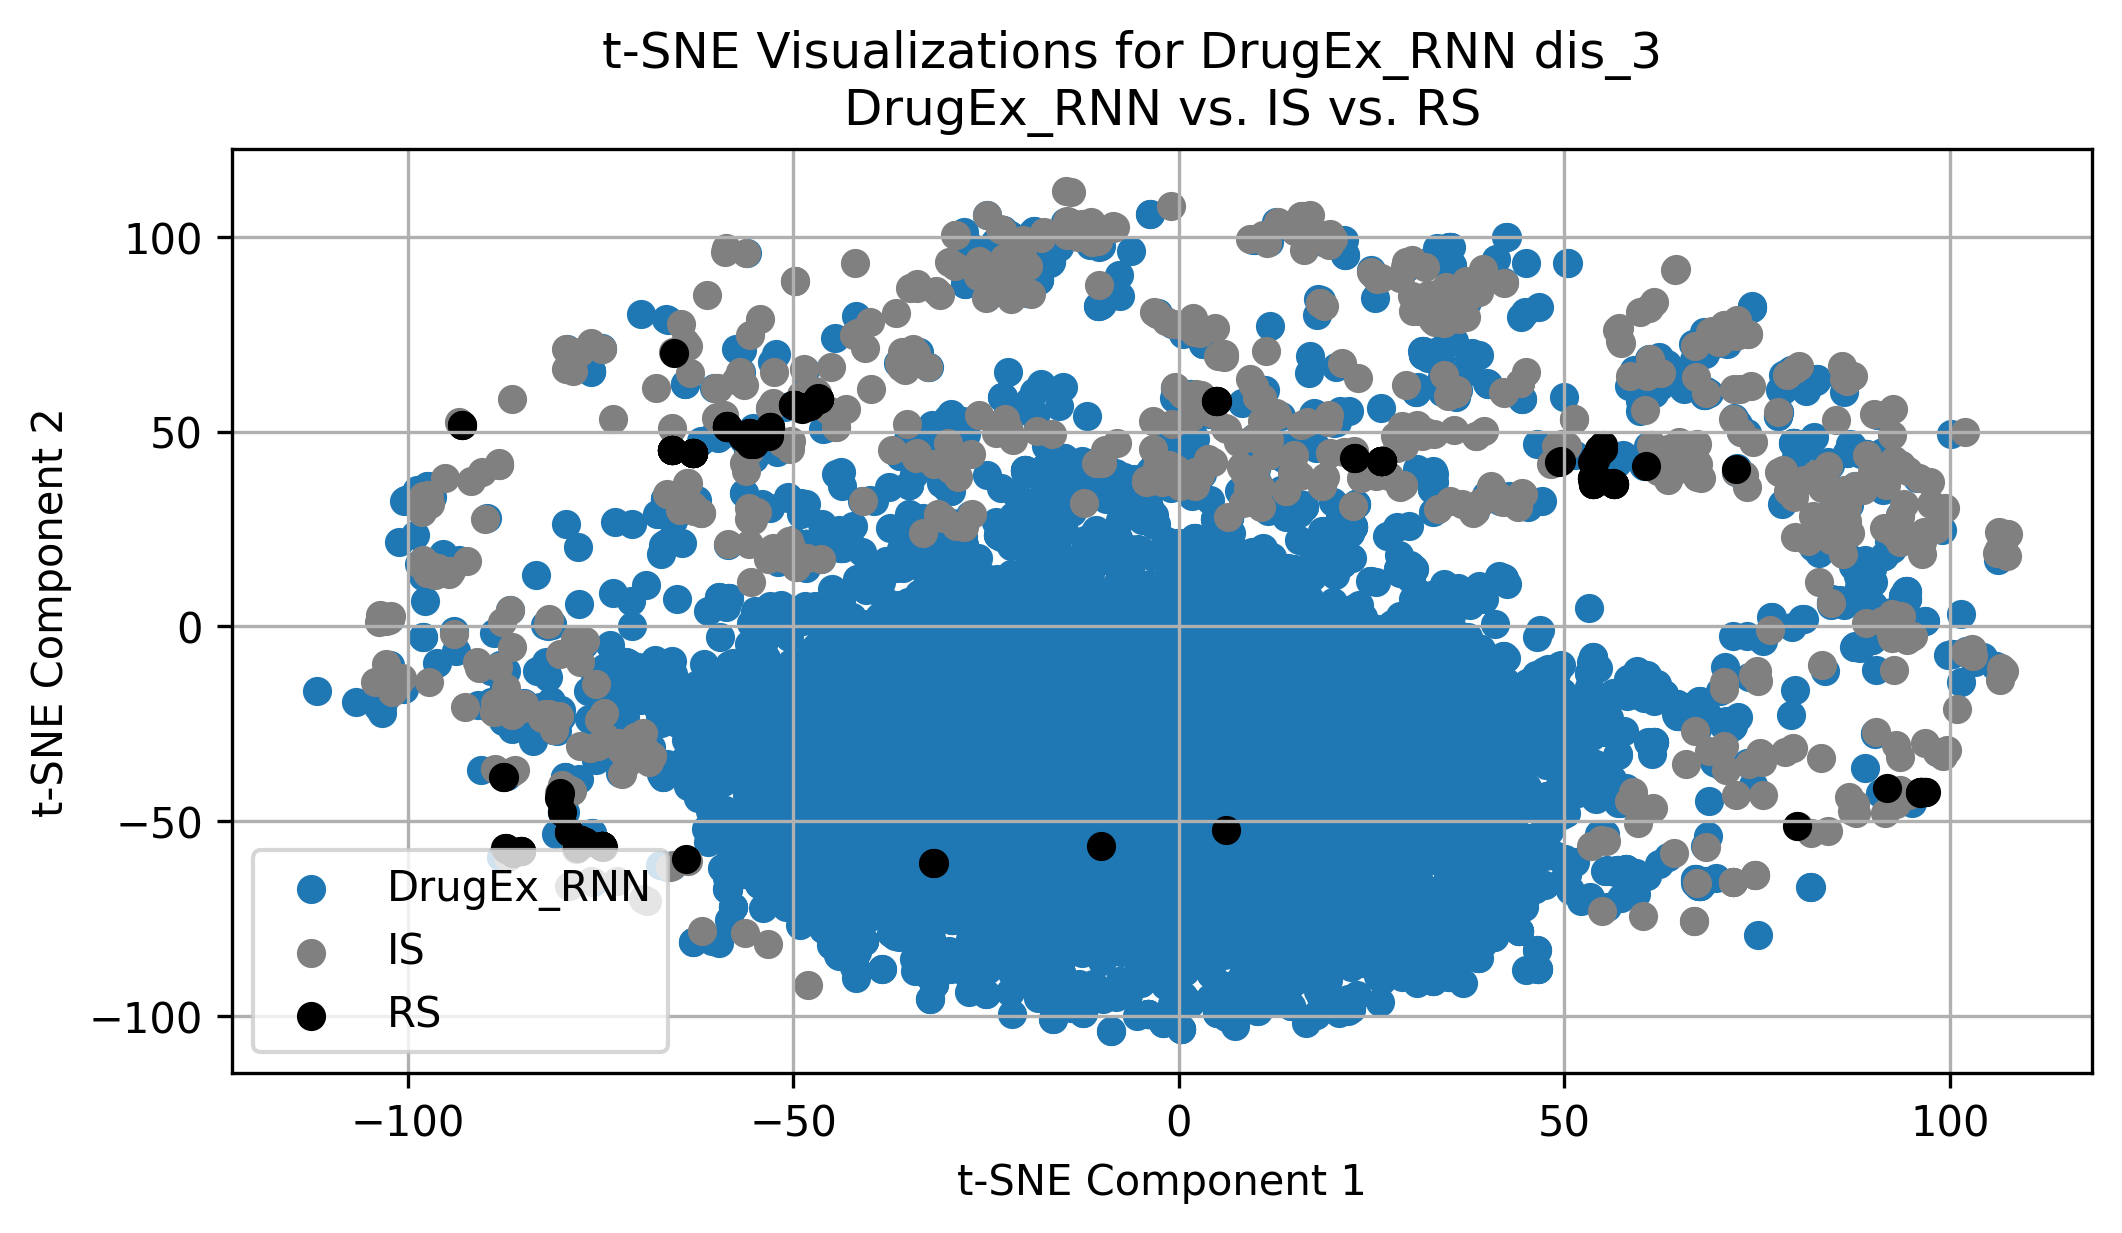 t-SNE Visualizations for DrugEx_RNN dis_3
DrugEx_RNN vs. IS vs. RS
t-SNE Component 2
100
50
0
−50
−100
DrugEx_RNN
IS
RS
−100
−50
0
50
100
t-SNE Component 1